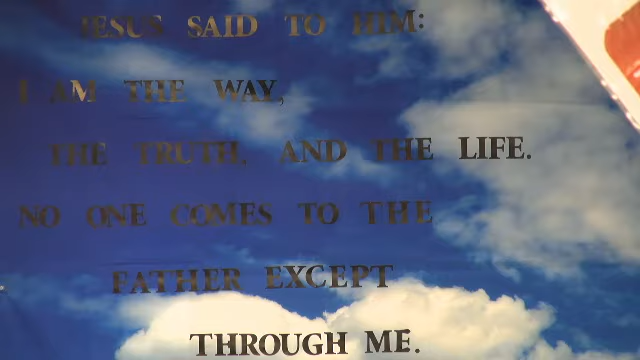 JESUS SAID TO HIM:
I AM THE WAY,
THE TRUTH, AND THE LIFE.
NO ONE COMES TO THE
FATHER EXCEPT
THROUGH ME.